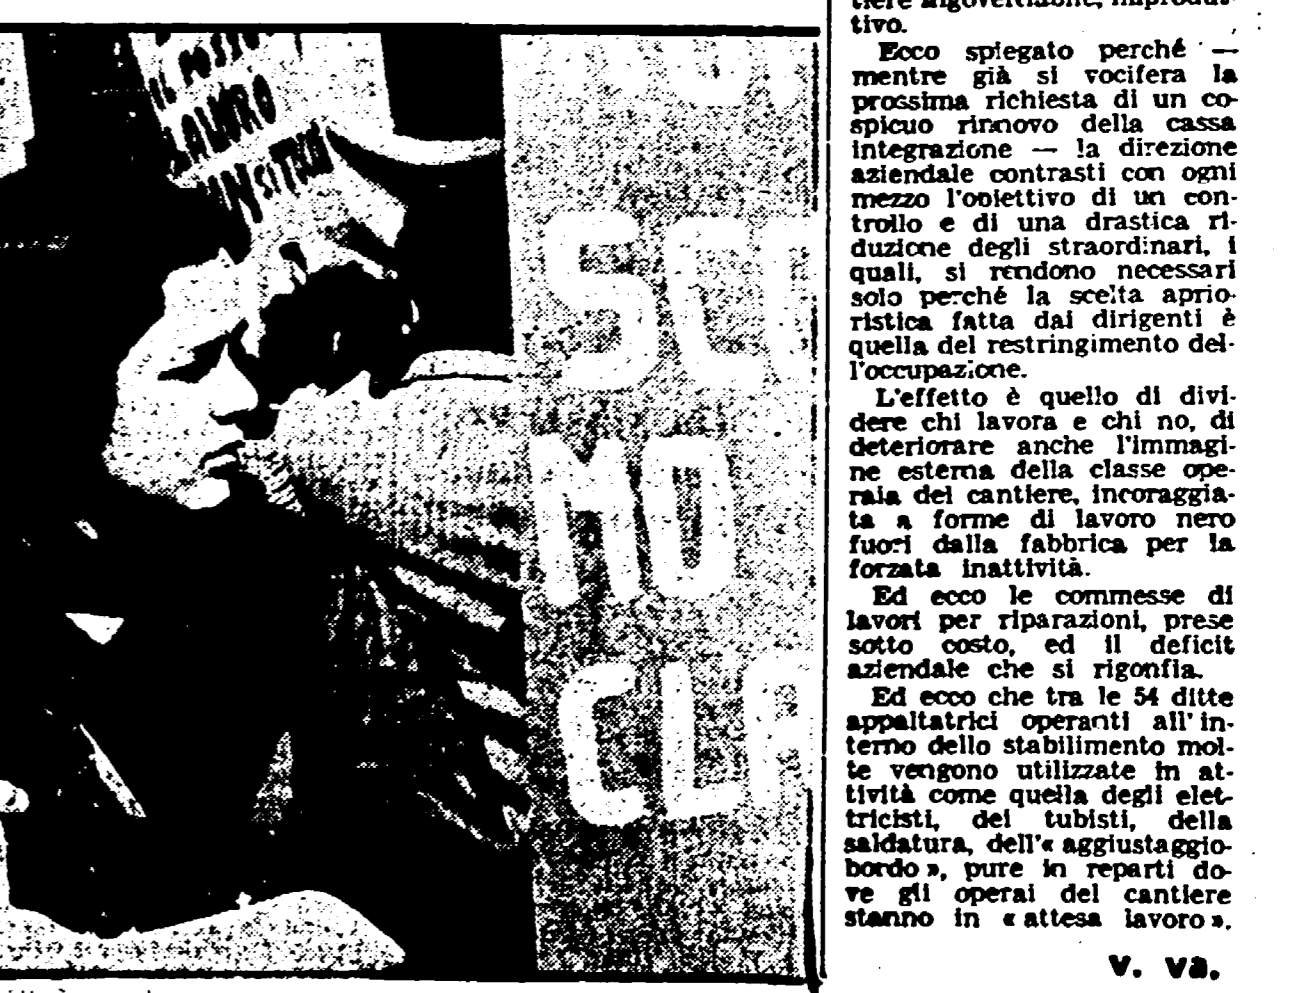 IL POSSO
LAVORO
SCO
MO
CLA
tivo.
Ecco spiegato perché —
mentre già si vocifera la
prossima richiesta di un co-
spicuo rinnovo della cassa
integrazione — la direzione
aziendale contrasti con ogni
mezzo l'obiettivo di un con-
trollo e di una drastica ri-
duzione degli straordinari, i
quali, si rendono necessari
solo perché la scelta aprio-
ristica fatta dai dirigenti è
quella del restringimento del-
l'occupazione.
L'effetto è quello di divi-
dere chi lavora e chi no, di
deteriorare anche l'immagi-
ne esterna della classe ope-
raia del cantiere, incoraggia-
ta a forme di lavoro nero
fuori dalla fabbrica per la
forzata inattività.
Ed ecco le commesse di
lavori per riparazioni, prese
sotto costo, ed il deficit
aziendale che si rigonfia.
Ed ecco che tra le 54 ditte
appaltatrici operanti all'in-
terno dello stabilimento mol-
te vengono utilizzate in at-
tività come quella degli elet-
tricisti, dei tubisti, della
saldatura, dell'« aggiustaggio-
bordo », pure in reparti do-
ve gli operai del cantiere
stanno in « attesa lavoro ».
v. va.